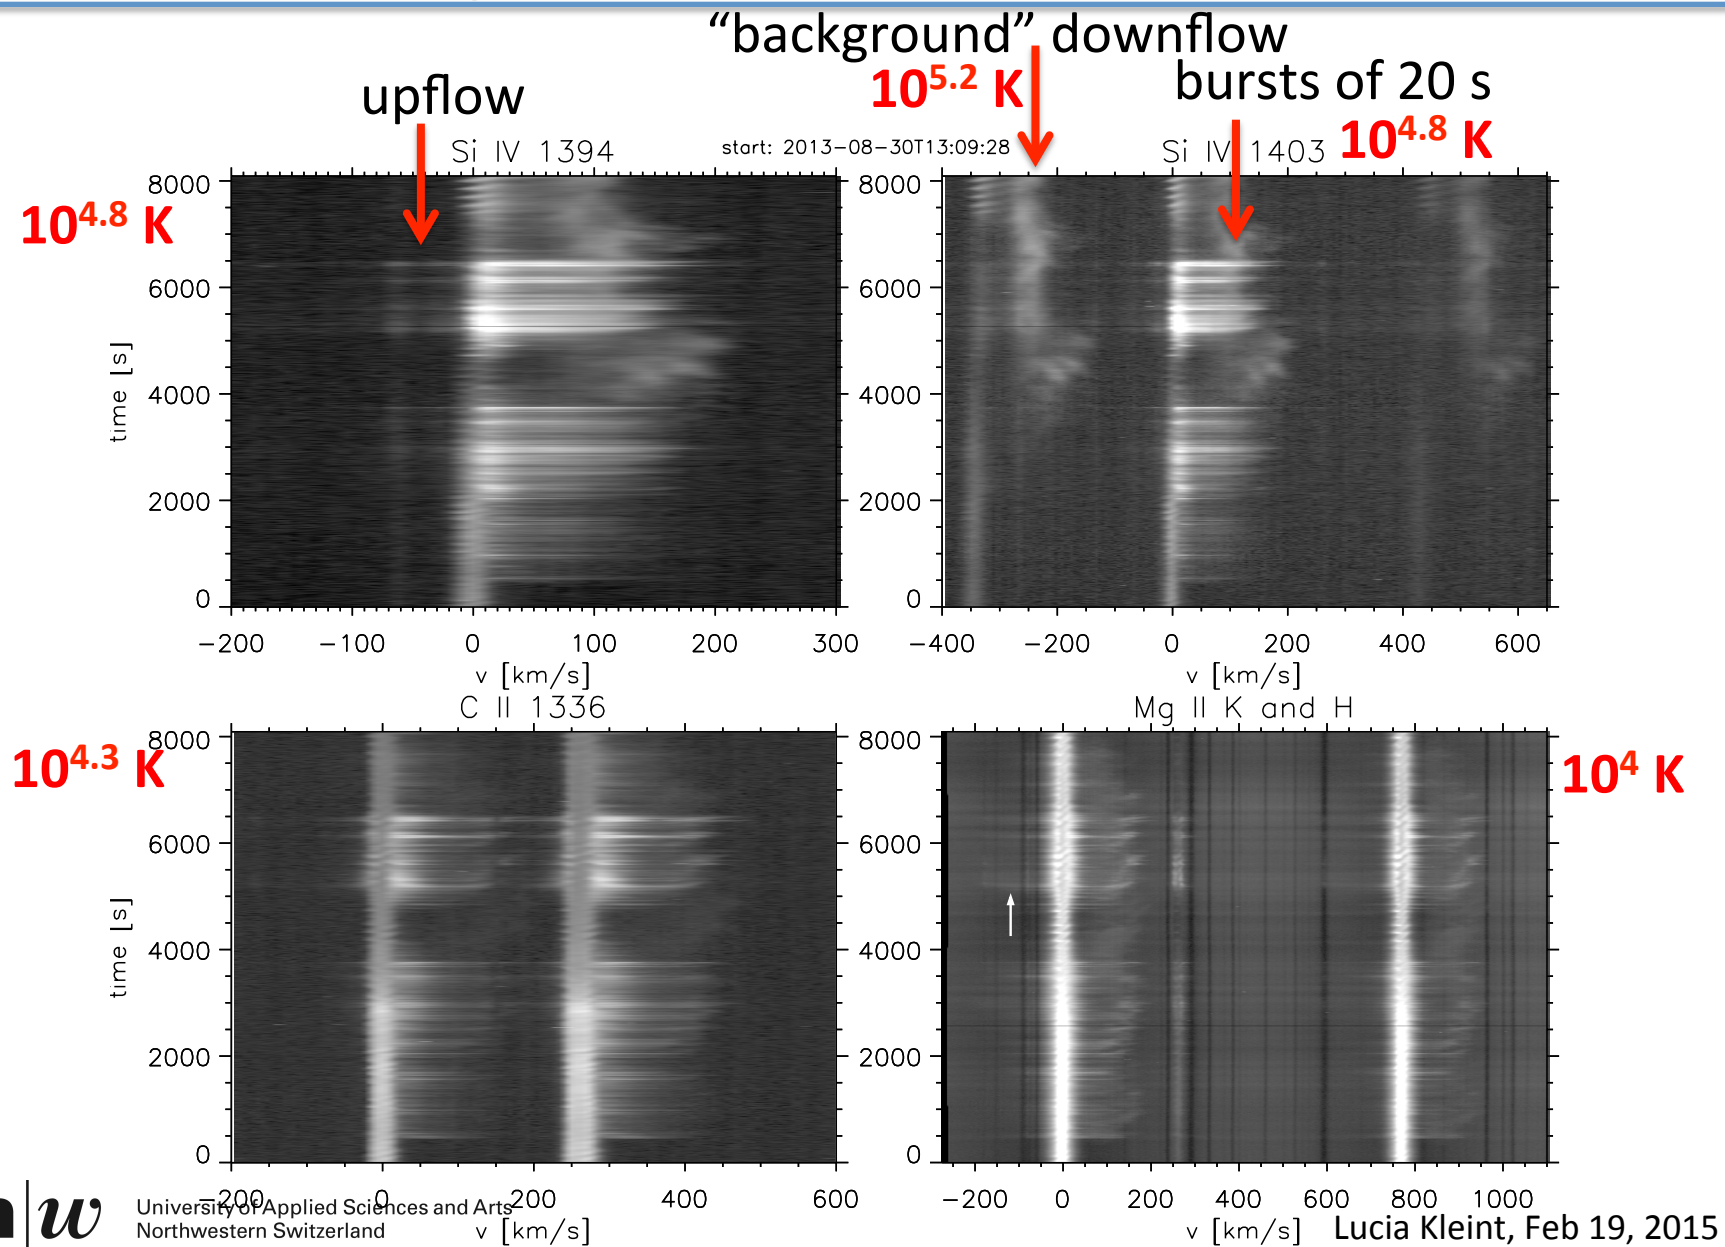 “background” downflow
10^5.2 K
bursts of 20 s
upflow
10^4.8 K
Si IV 1394
start: 2013-08-30T13:09:28
Si IV 1403
10^4.8 K
8000
6000
4000
2000
0
time [s]
−200 −100 0 100 200 300
v [km/s]
8000
6000
4000
2000
0
−400 −200 0 200 400 600
v [km/s]
C II 1336
10^4.3 K
8000
6000
4000
2000
0
time [s]
−200 0 200 400 600
v [km/s]
Mg II K and H
10^4 K
8000
6000
4000
2000
0
−200 0 200 400 600 800 1000
v [km/s]
w
University of Applied Sciences and Arts
Northwestern Switzerland
Lucia Kleint, Feb 19, 2015